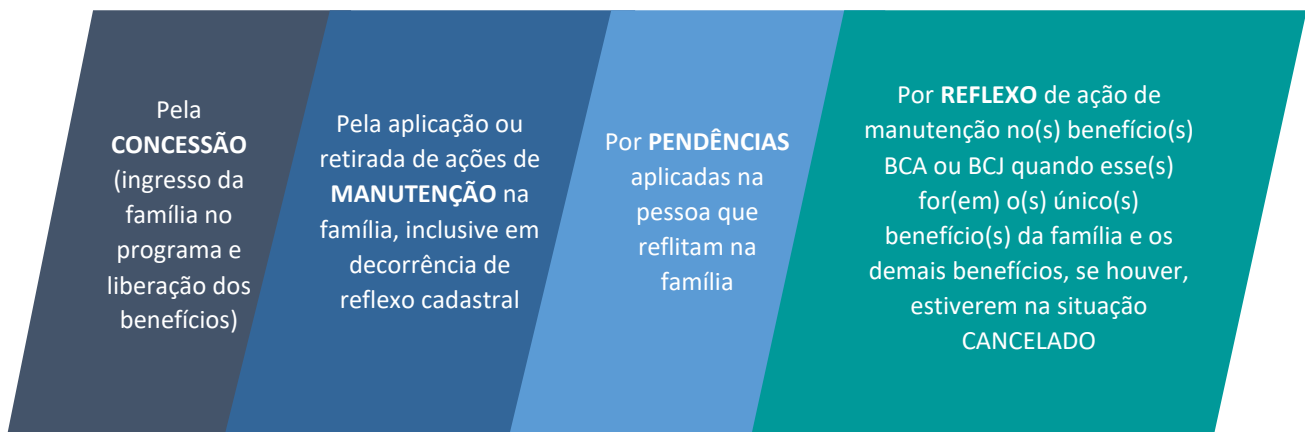 Pela
CONCESSÃO
(ingresso da
família no
programa e
liberação dos
benefícios)
Pela aplicação ou
retirada de ações de
MANUTENÇÃO na
família, inclusive em
decorrência de
reflexo cadastral
Por PENDÊNCIAS
aplicadas na
pessoa que
reflitam na
família
Por REFLEXO de ação de
manutenção no(s) benefício(s)
BCA ou BCJ quando esse(s)
for(em) o(s) único(s)
benefício(s) da família e os
demais benefícios, se houver,
estiverem na situação
CANCELADO